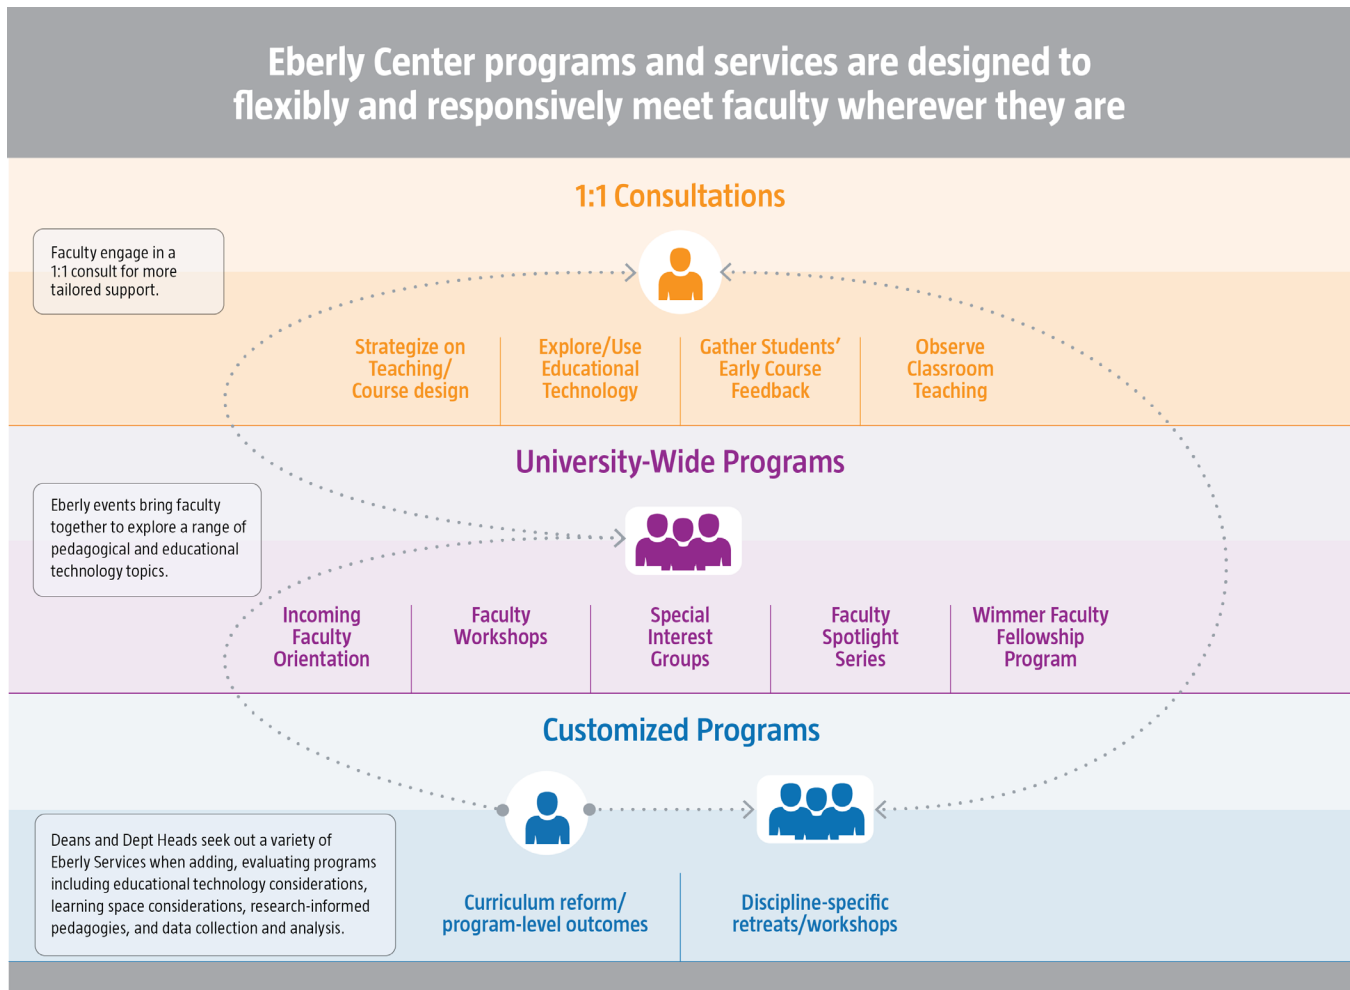 Eberly Center programs and services are designed to
flexibly and responsively meet faculty wherever they are
1:1 Consultations
Faculty engage in a
1:1 consult for more
tailored support.
Strategize on
Teaching/
Course design
Explore/Use
Educational
Technology
Gather Students’
Early Course
Feedback
Observe
Classroom
Teaching
University-Wide Programs
Eberly events bring faculty
together to explore a range of
pedagogical and educational
technology topics.
Incoming
Faculty
Orientation
Faculty
Workshops
Special
Interest
Groups
Faculty
Spotlight
Series
Wimmer Faculty
Fellowship
Program
Customized Programs
Deans and Dept Heads seek out a variety of
Eberly Services when adding, evaluating programs
including educational technology considerations,
learning space considerations, research-informed
pedagogies, and data collection and analysis.
Curriculum reform/
program-level outcomes
Discipline-specific
retreats/workshops